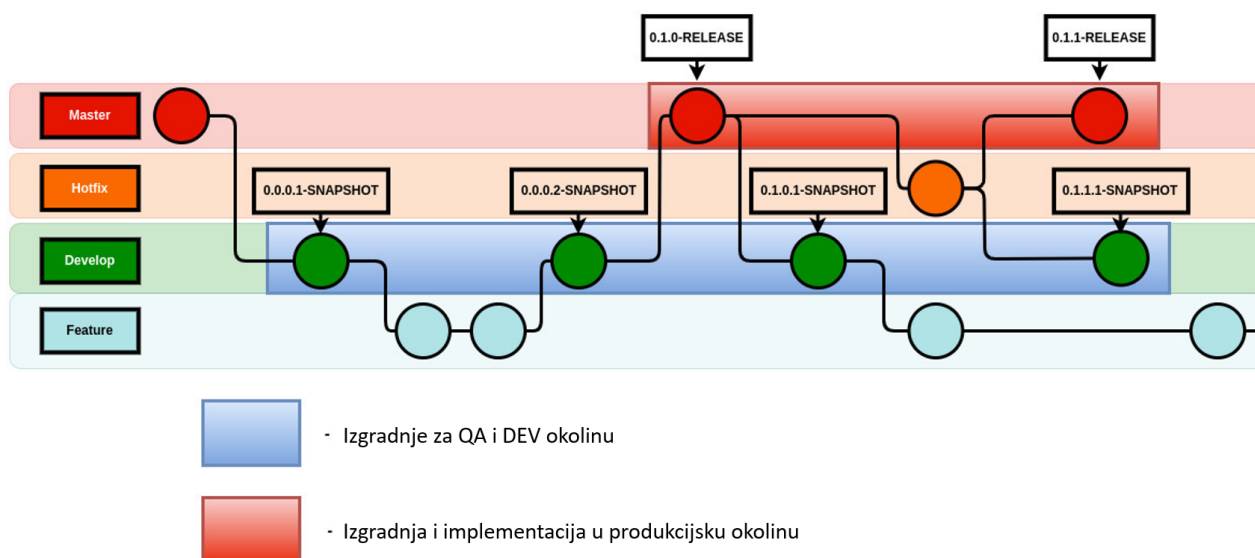 0.1.0-RELEASE
0.1.1-RELEASE
Master
Hotfix
0.0.0.1-SNAPSHOT
0.0.0.2-SNAPSHOT
0.1.0.1-SNAPSHOT
0.1.1.1-SNAPSHOT
Develop
Feature
- Izgradnje za QA i DEV okolinu
- Izgradnja i implementacija u produkcijsku okolinu